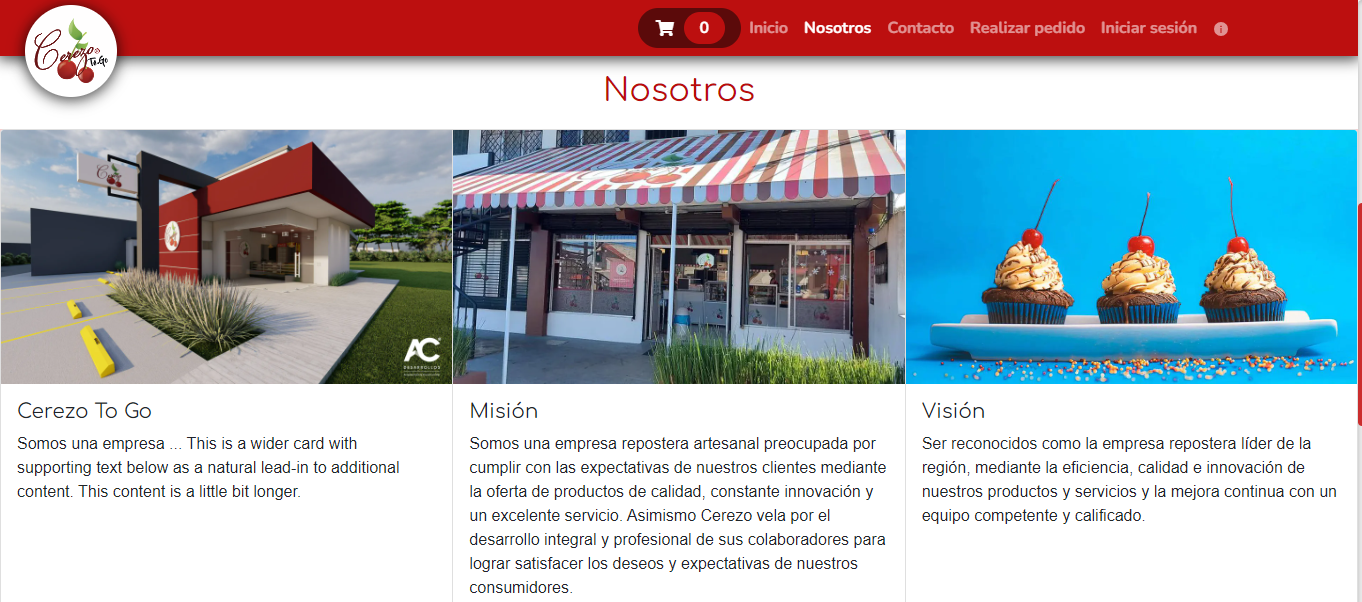 Cerezo
To Go
0 Inicio Nosotros Contacto Realizar pedido Iniciar sesión
Nosotros
AC
DESARROLLOS
Cerezo To Go
Somos una empresa ... This is a wider card with
supporting text below as a natural lead-in to additional
content. This content is a little bit longer.
Misión
Somos una empresa repostera artesanal preocupada por
cumplir con las expectativas de nuestros clientes mediante
la oferta de productos de calidad, constante innovación y
un excelente servicio. Asimismo Cerezo vela por el
desarrollo integral y profesional de sus colaboradores para
lograr satisfacer los deseos y expectativas de nuestros
consumidores.
Visión
Ser reconocidos como la empresa repostera líder de la
región, mediante la eficiencia, calidad e innovación de
nuestros productos y servicios y la mejora continua con un
equipo competente y calificado.